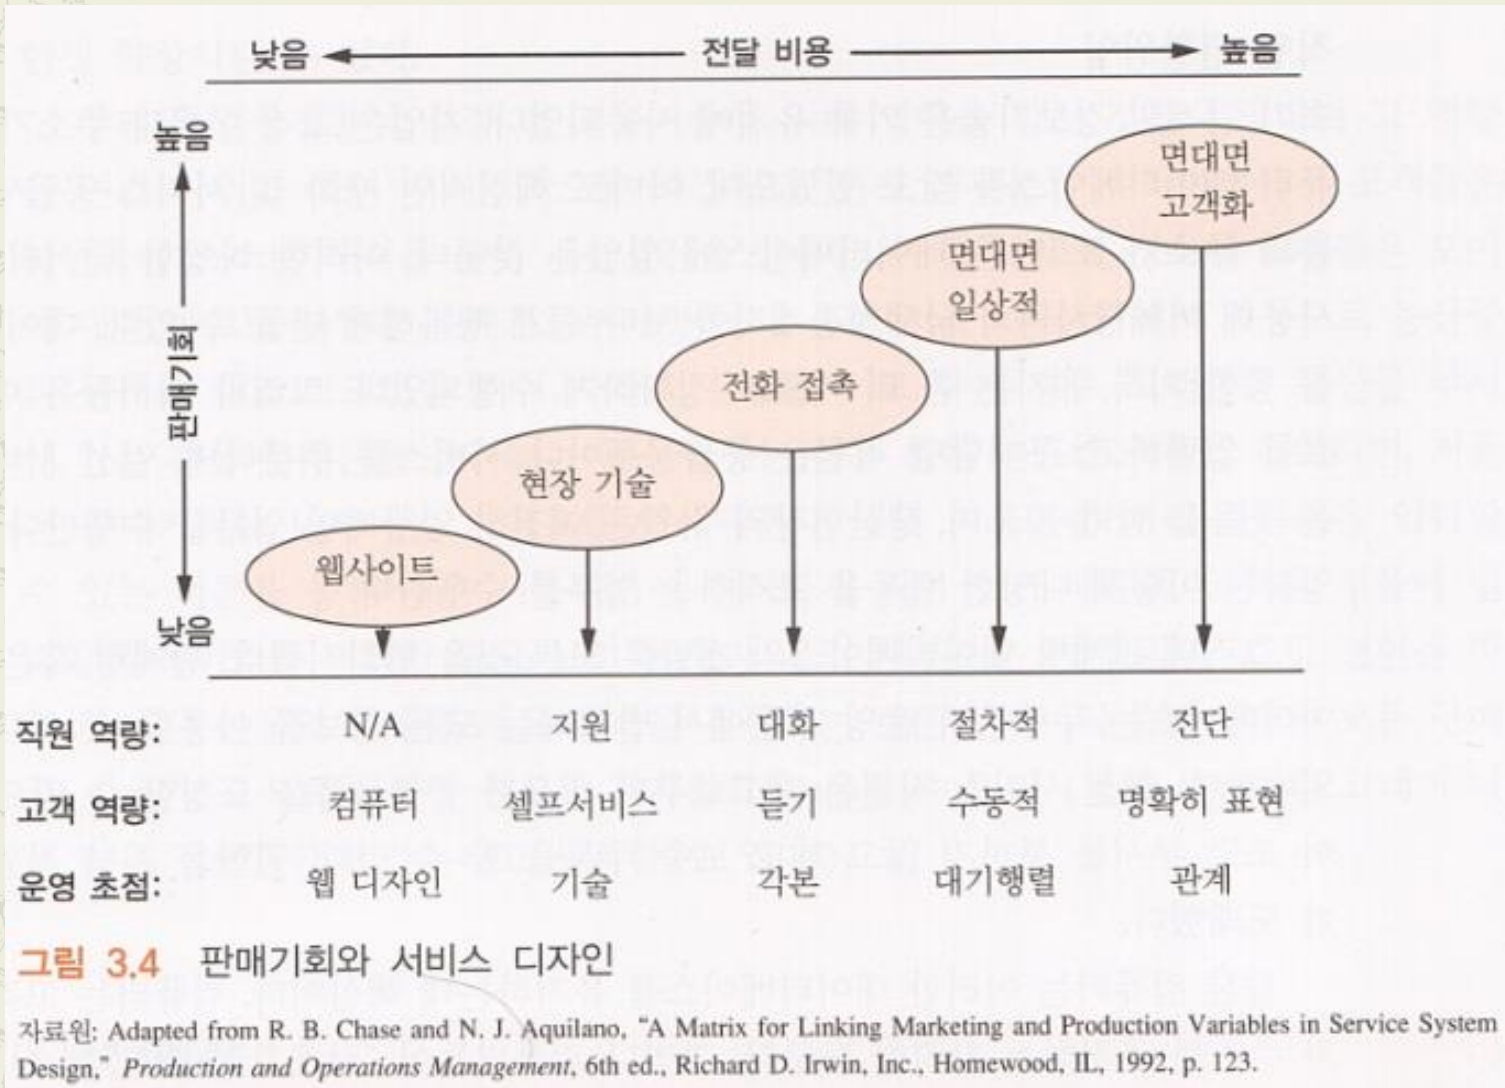 낮음 전달 비용 높음
높음
판매기회
낮음
면대면
고객화
면대면
일상적
전화 접촉
현장 기술
웹사이트
직원 역량: N/A 지원 대화 절차적 진단
고객 역량: 컴퓨터 셀프서비스 듣기 수동적 명확히 표현
운영 초점: 웹 디자인 기술 각본 대기행렬 관계
그림 3.4 판매기회와 서비스 디자인
자료원: Adapted from R. B. Chase and N. J. Aquilano, “A Matrix for Linking Marketing and Production Variables in Service System
Design,” Production and Operations Management, 6th ed., Richard D. Irwin, Inc., Homewood, IL, 1992, p. 123.